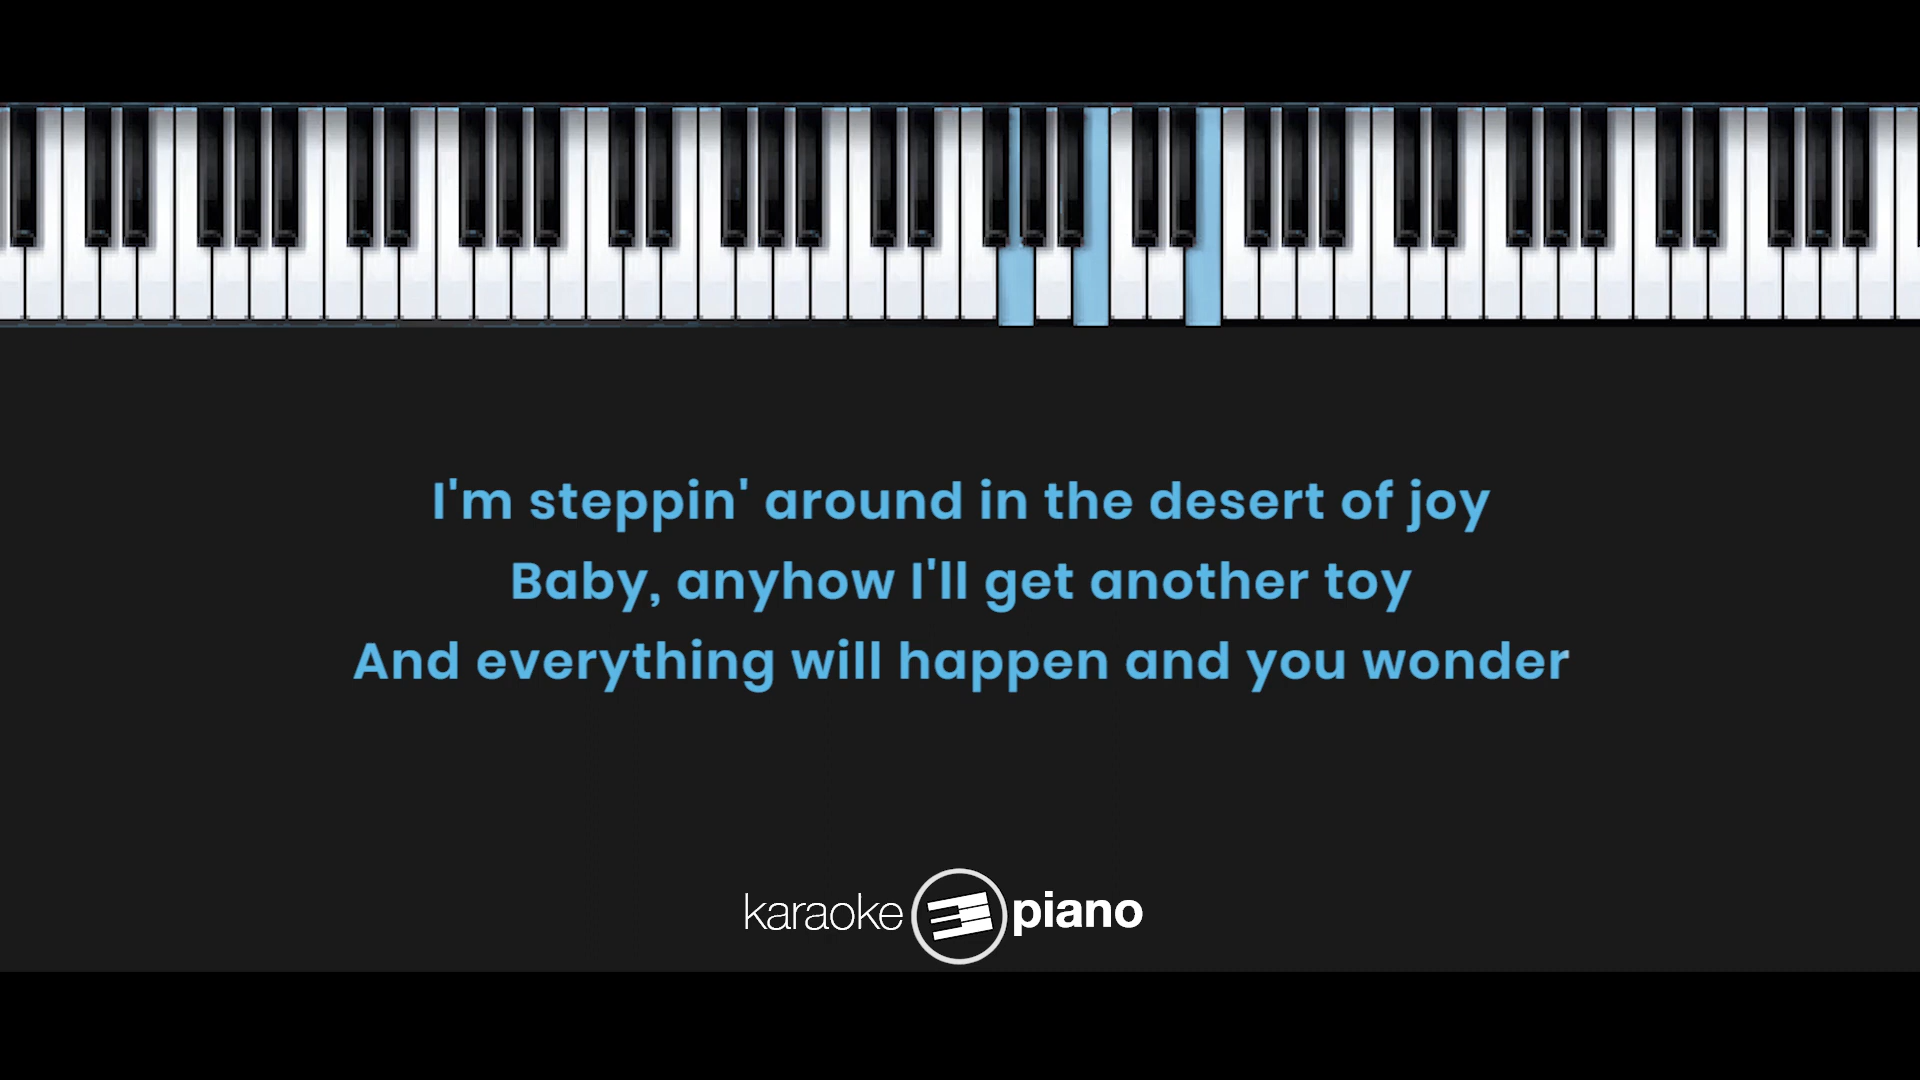 I'm steppin' around in the desert of joy
Baby, anyhow I'll get another toy
And everything will happen and you wonder
karaoke piano